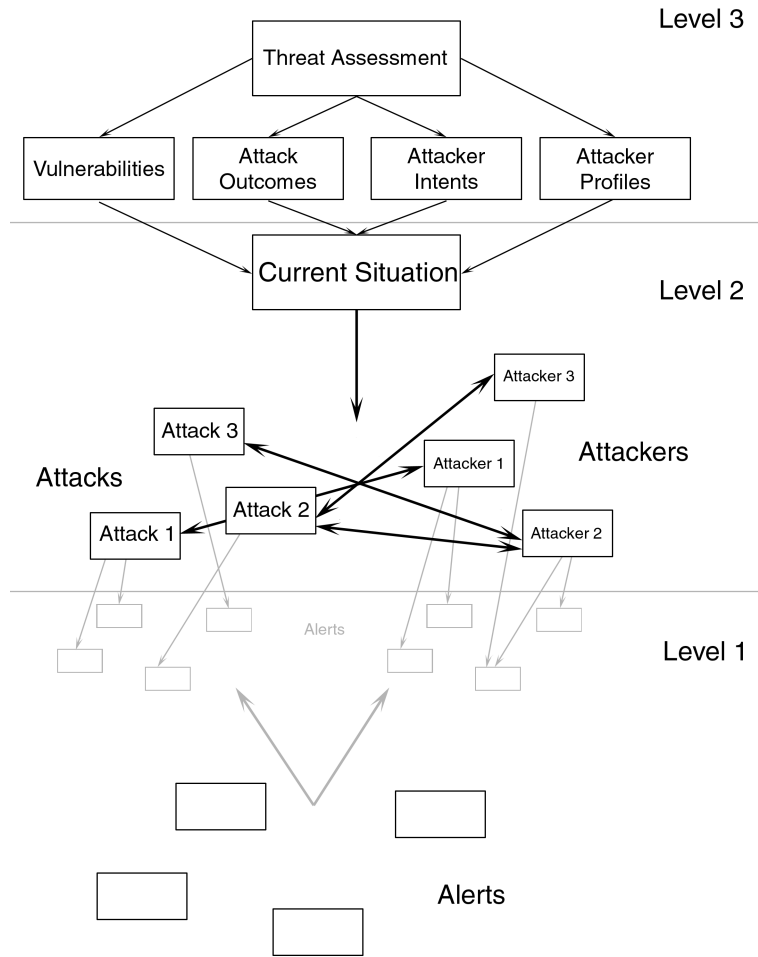 Level 3
Threat Assessment
Vulnerabilities
Attack
Outcomes
Attacker
Intents
Attacker
Profiles
Current Situation
Level 2
Attacker 3
Attack 3
Attackers
Attacker 1
Attacks
Attack 2
Attack 1
Attacker 2
Alerts
Level 1
Alerts